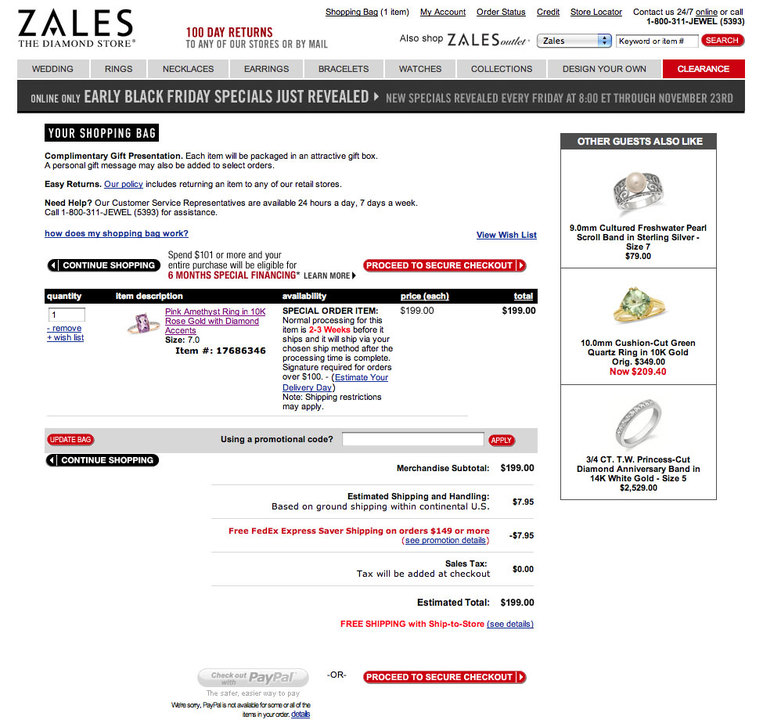 ZALES
THE DIAMOND STORE®
100 DAY RETURNS
TO ANY OF OUR STORES OR BY MAIL
Shopping Bag (1 item) My Account Order Status Credit Store Locator Contact us 24/7 online or call
1-800-311-JEWEL (5393)
Also shop ZALES outlet® Zales Keyword or item # SEARCH
WEDDING RINGS NECKLACES EARRINGS BRACELETS WATCHES COLLECTIONS DESIGN YOUR OWN CLEARANCE
ONLINE ONLY EARLY BLACK FRIDAY SPECIALS JUST REVEALED NEW SPECIALS REVEALED EVERY FRIDAY AT 8:00 ET THROUGH NOVEMBER 23RD
YOUR SHOPPING BAG
Complimentary Gift Presentation. Each item will be packaged in an attractive gift box.
A personal gift message may also be added to select orders.
Easy Returns. Our policy includes returning an item to any of our retail stores.
Need Help? Our Customer Service Representatives are available 24 hours a day, 7 days a week.
Call 1-800-311-JEWEL (5393) for assistance.
how does my shopping bag work?
View Wish List
CONTINUE SHOPPING
Spend $101 or more and your
entire purchase will be eligible for
6 MONTHS SPECIAL FINANCING* LEARN MORE
PROCEED TO SECURE CHECKOUT
quantity item description availability price (each) total
1
- remove
+ wish list
Pink Amethyst Ring in 10K
Rose Gold with Diamond
Accents
Size: 7.0
Item #: 17686346
SPECIAL ORDER ITEM:
Normal processing for this
item is 2-3 Weeks before it
ships and it will ship via your
chosen ship method after the
processing time is complete.
Signature required for orders
over $100. - (Estimate Your
Delivery Day)
Note: Shipping restrictions
may apply.
$199.00
$199.00
UPDATE BAG
Using a promotional code?
APPLY
CONTINUE SHOPPING
Merchandise Subtotal: $199.00
Estimated Shipping and Handling:
Based on ground shipping within continental U.S.
$7.95
Free FedEx Express Saver Shipping on orders $149 or more
(see promotion details)
-$7.95
Sales Tax:
Tax will be added at checkout
$0.00
Estimated Total: $199.00
FREE SHIPPING with Ship-to-Store (see details)
Check out
with PayPal
The safer, easier way to pay
We're sorry, PayPal is not available for some or all of the
items in your order. details
-OR-
PROCEED TO SECURE CHECKOUT
OTHER GUESTS ALSO LIKE
9.0mm Cultured Freshwater Pearl
Scroll Band in Sterling Silver -
Size 7
$79.00
10.0mm Cushion-Cut Green
Quartz Ring in 10K Gold
Orig. $349.00
Now $209.40
3/4 CT. T.W. Princess-Cut
Diamond Anniversary Band in
14K White Gold - Size 5
$2,529.00